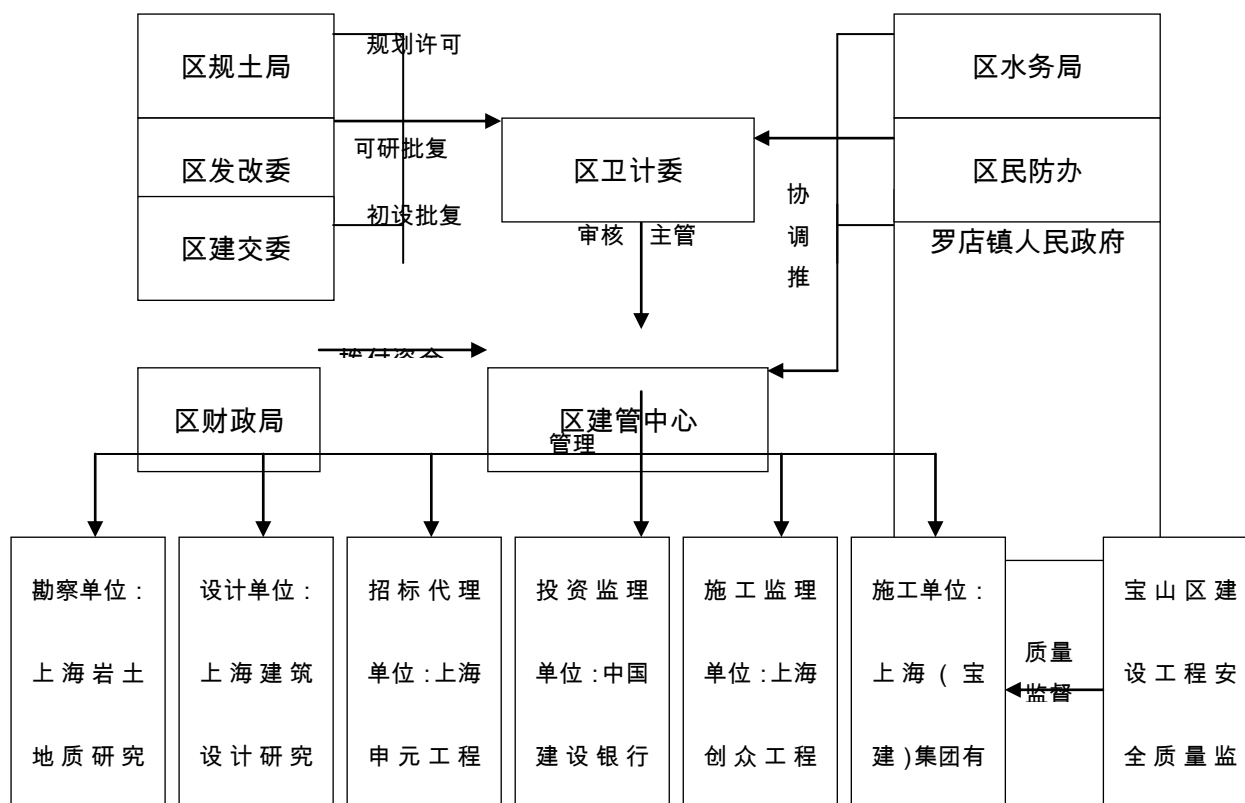 区规土局
规划许可
区水务局
区发改委
可研批复
区卫计委
协
调
推
区民防办
区建交委
初设批复
审核
主管
罗店镇人民政府
区财政局
区建管中心
管理
勘察单位：
上海岩土
地质研究
设计单位：
上海建筑
设计研究
招标代理
单位：上海
申元工程
投资监理
单位：中国
建设银行
施工监理
单位：上海
创众工程
施工单位：
上海（宝
建）集团有
质量
监督
宝山区建
设工程安
全质量监